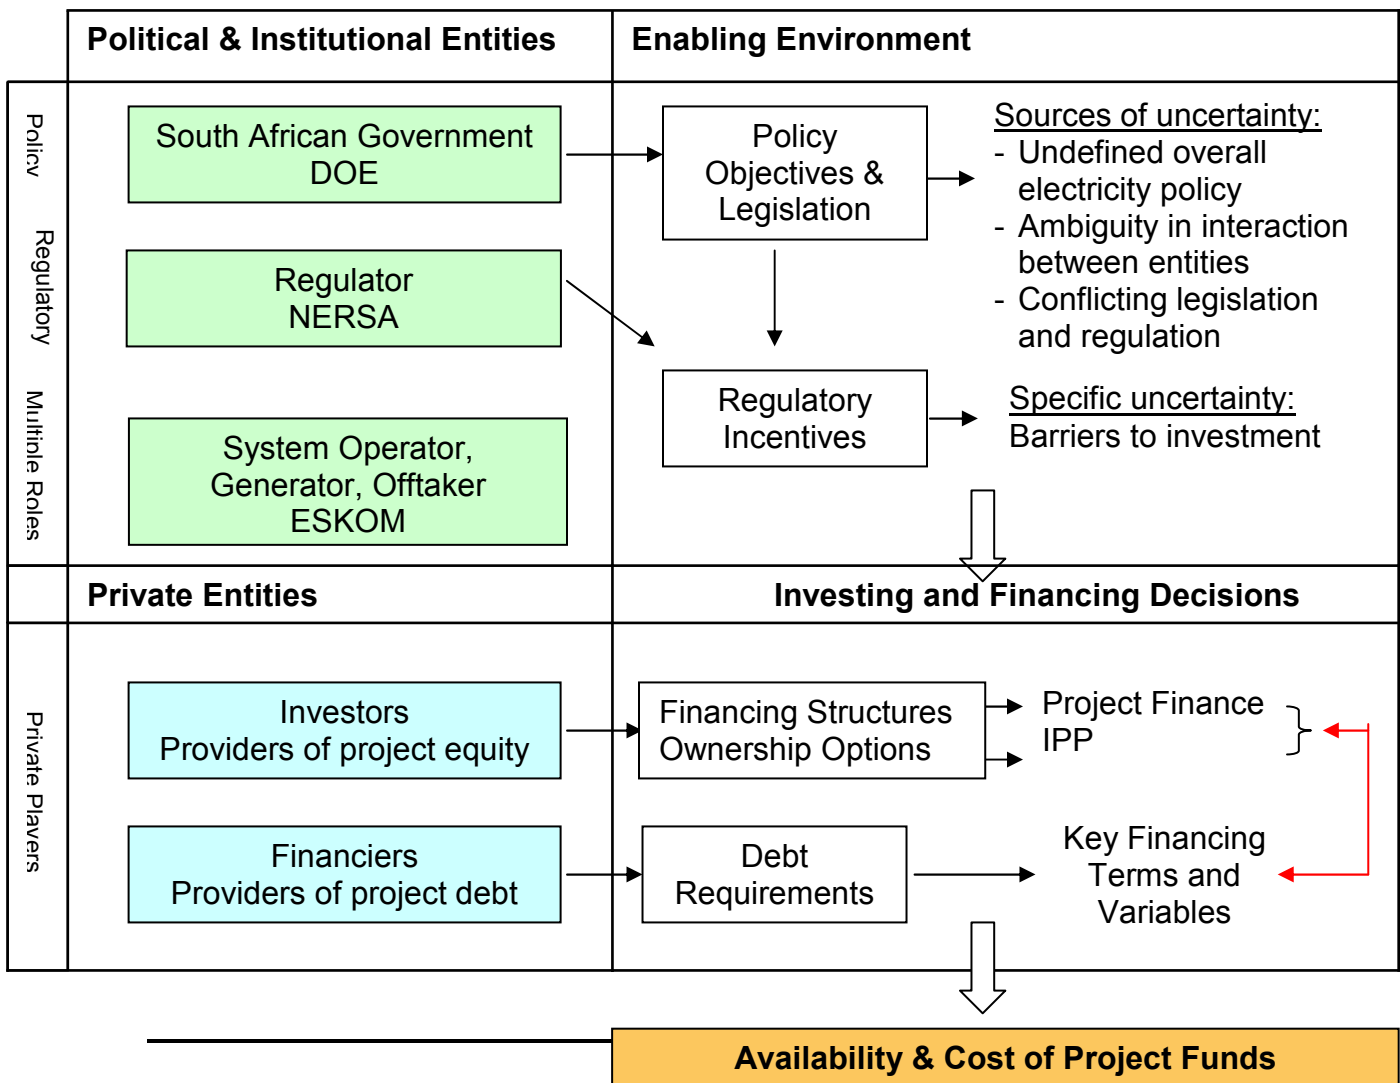 Political & Institutional Entities
Enabling Environment
Policy
Regulatory
Multiple Roles
South African Government
DOE
Regulator
NERSA
System Operator,
Generator, Offtaker
ESKOM
Policy
Objectives &
Legislation
Regulatory
Incentives
Sources of uncertainty:
- Undefined overall
electricity policy
- Ambiguity in interaction
between entities
- Conflicting legislation
and regulation
Specific uncertainty:
Barriers to investment
Private Entities
Investing and Financing Decisions
Private Players
Investors
Providers of project equity
Financing Structures
Ownership Options
Project Finance
IPP
Financiers
Providers of project debt
Debt
Requirements
Key Financing
Terms and
Variables
Availability & Cost of Project Funds